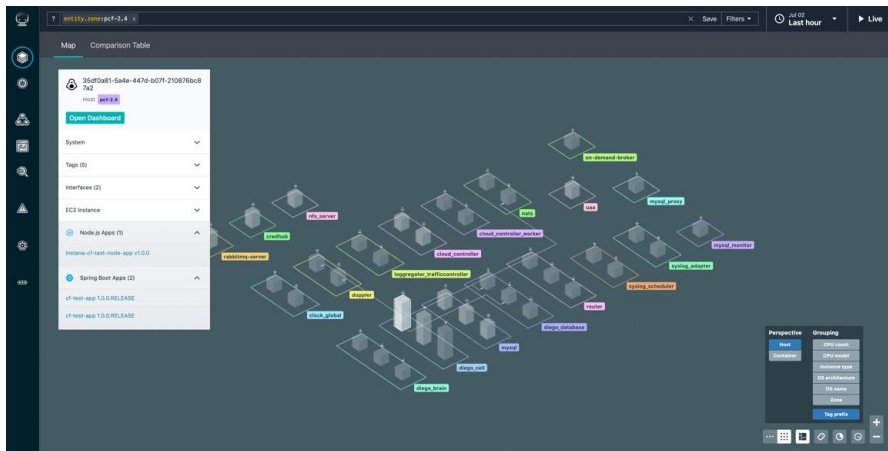 ? entity.zone:pcf-2.4 x
× Save Filters
Jul 02
Last hour
Live
Map Comparison Table
35df0a81-5a4e-447d-b07f-210876bc8
7a2
Host pcf-2.4
Open Dashboard
System
Tags (5)
Interfaces (2)
EC2 Instance
Node.js Apps (1)
instana-cf-test-node-app v1.0.0
Spring Boot Apps (2)
cf-test-app 1.0.0.RELEASE
cf-test-app 1.0.0.RELEASE
on-demand-broker
mysql_proxy
uaa
nats
nfs_server
credhub
cloud_controller_worker
mysql_monitor
cloud_controller
rabbitmq-server
syslog_adapter
loggregator_trafficcontroller
syslog_scheduler
doppler
router
clock_global
diego_database
mysql
diego_cell
diego_brain
Perspective Grouping
Host CPU count
Container CPU model
Instance type
OS architecture
OS name
Zone
Tag prefix